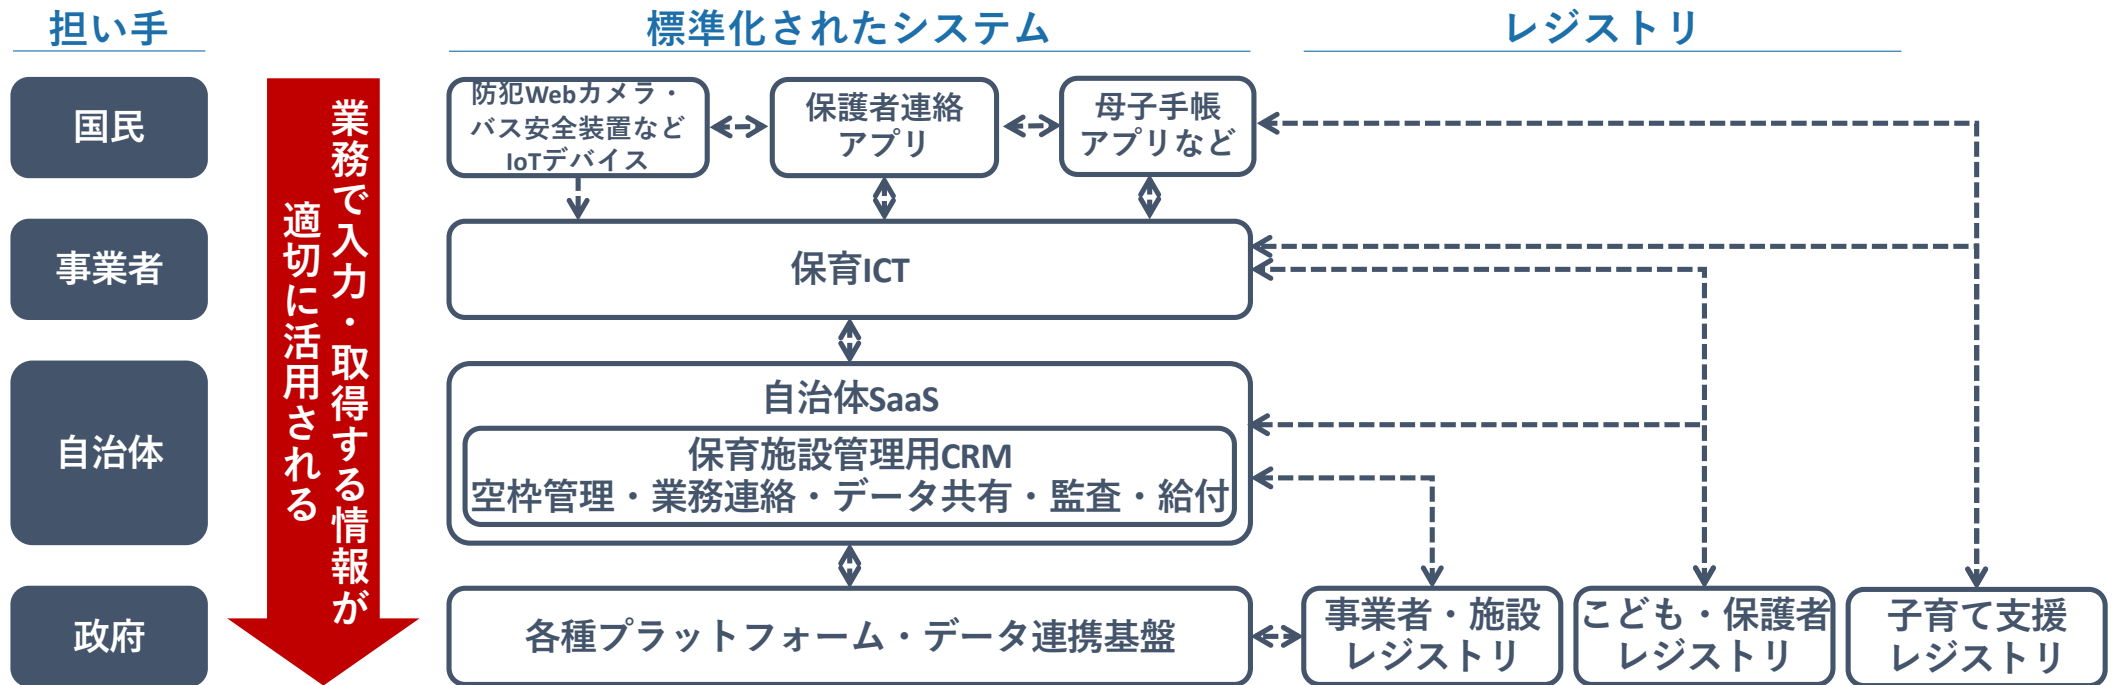 担い手
標準化されたシステム
レジストリ
国民
事業者
自治体
政府
業務で入力・取得する情報が
適切に活用される
防犯Webカメラ・
バス安全装置など
IoTデバイス
保護者連絡
アプリ
母子手帳
アプリなど
保育ICT
自治体SaaS
保育施設管理用CRM
空枠管理・業務連絡・データ共有・監査・給付
各種プラットフォーム・データ連携基盤
事業者・施設
レジストリ
こども・保護者
レジストリ
子育て支援
レジストリ